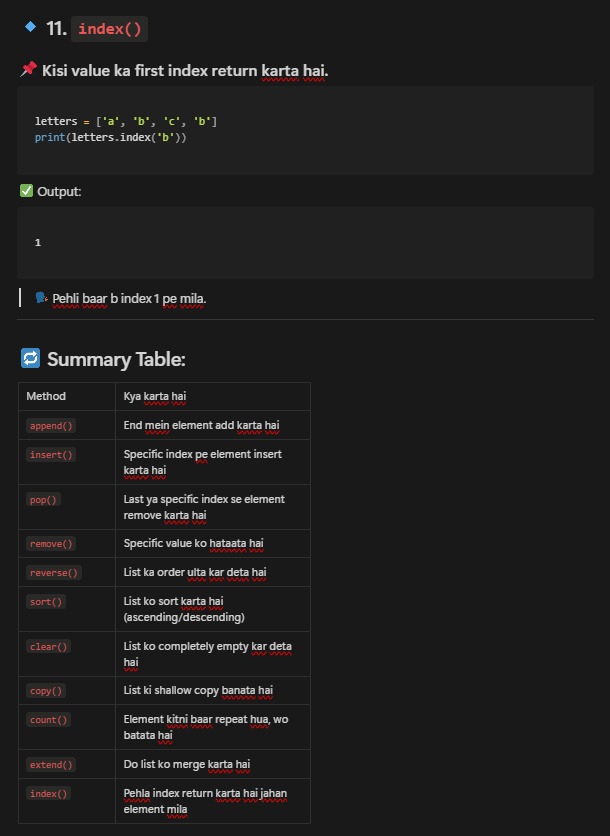 11. index()
Kisi value ka first index return karta hai.
letters = ['a', 'b', 'c', 'b']
print(letters.index('b'))
Output:
1
Pehli baar b index 1 pe mila.
Summary Table:
Method Kya karta hai
append() End mein element add karta hai
insert() Specific index pe element insert
karta hai
pop() Last ya specific index se element
remove karta hai
remove() Specific value ko hataata hai
reverse() List ka order ulta kar deta hai
sort() List ko sort karta hai
(ascending/descending)
clear() List ko completely empty kar deta
hai
copy() List ki shallow copy banata hai
count() Element kitni baar repeat hua, wo
batata hai
extend() Do list ko merge karta hai
index() Pehla index return karta hai jahan
element mila